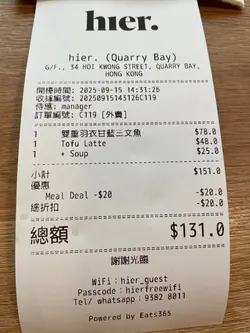 hier.
hier. (Quarry Bay)
G/F., 34 HOI KWONG STREET, QUARRY BAY,
HONG KONG
開檯時間: 2025-09-15 14:31:26
收據編號: 20250915143126C119
侍應: manager
訂單編號: C119 [外賣]
1 雙重羽衣甘藍三文魚 $78.0
1 Tofu Latte $48.0
1 + Soup $25.0
小計 $151.0
優惠 -$20.0
Meal Deal -$20 -$20.0
總折扣
總額 $131.0
謝謝光臨
WiFi: hier_guest
Passcode: hierfreewifi
Tel/ whatsapp: 9382 8011
Powered by Eats365